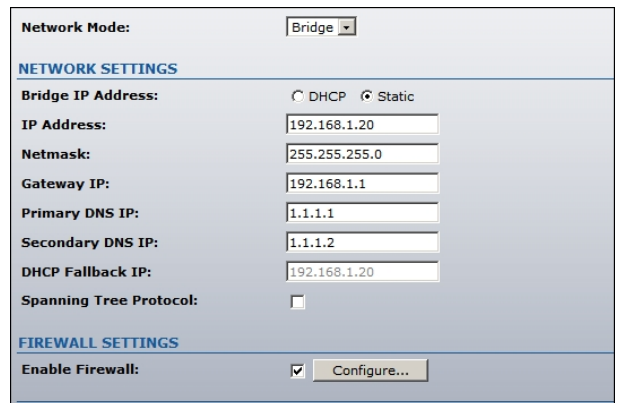 Network Mode: Bridge
NETWORK SETTINGS
Bridge IP Address: DHCP Static
IP Address: 192.168.1.20
Netmask: 255.255.255.0
Gateway IP: 192.168.1.1
Primary DNS IP: 1.1.1.1
Secondary DNS IP: 1.1.1.2
DHCP Fallback IP: 192.168.1.20
Spanning Tree Protocol:
FIREWALL SETTINGS
Enable Firewall: Configure...